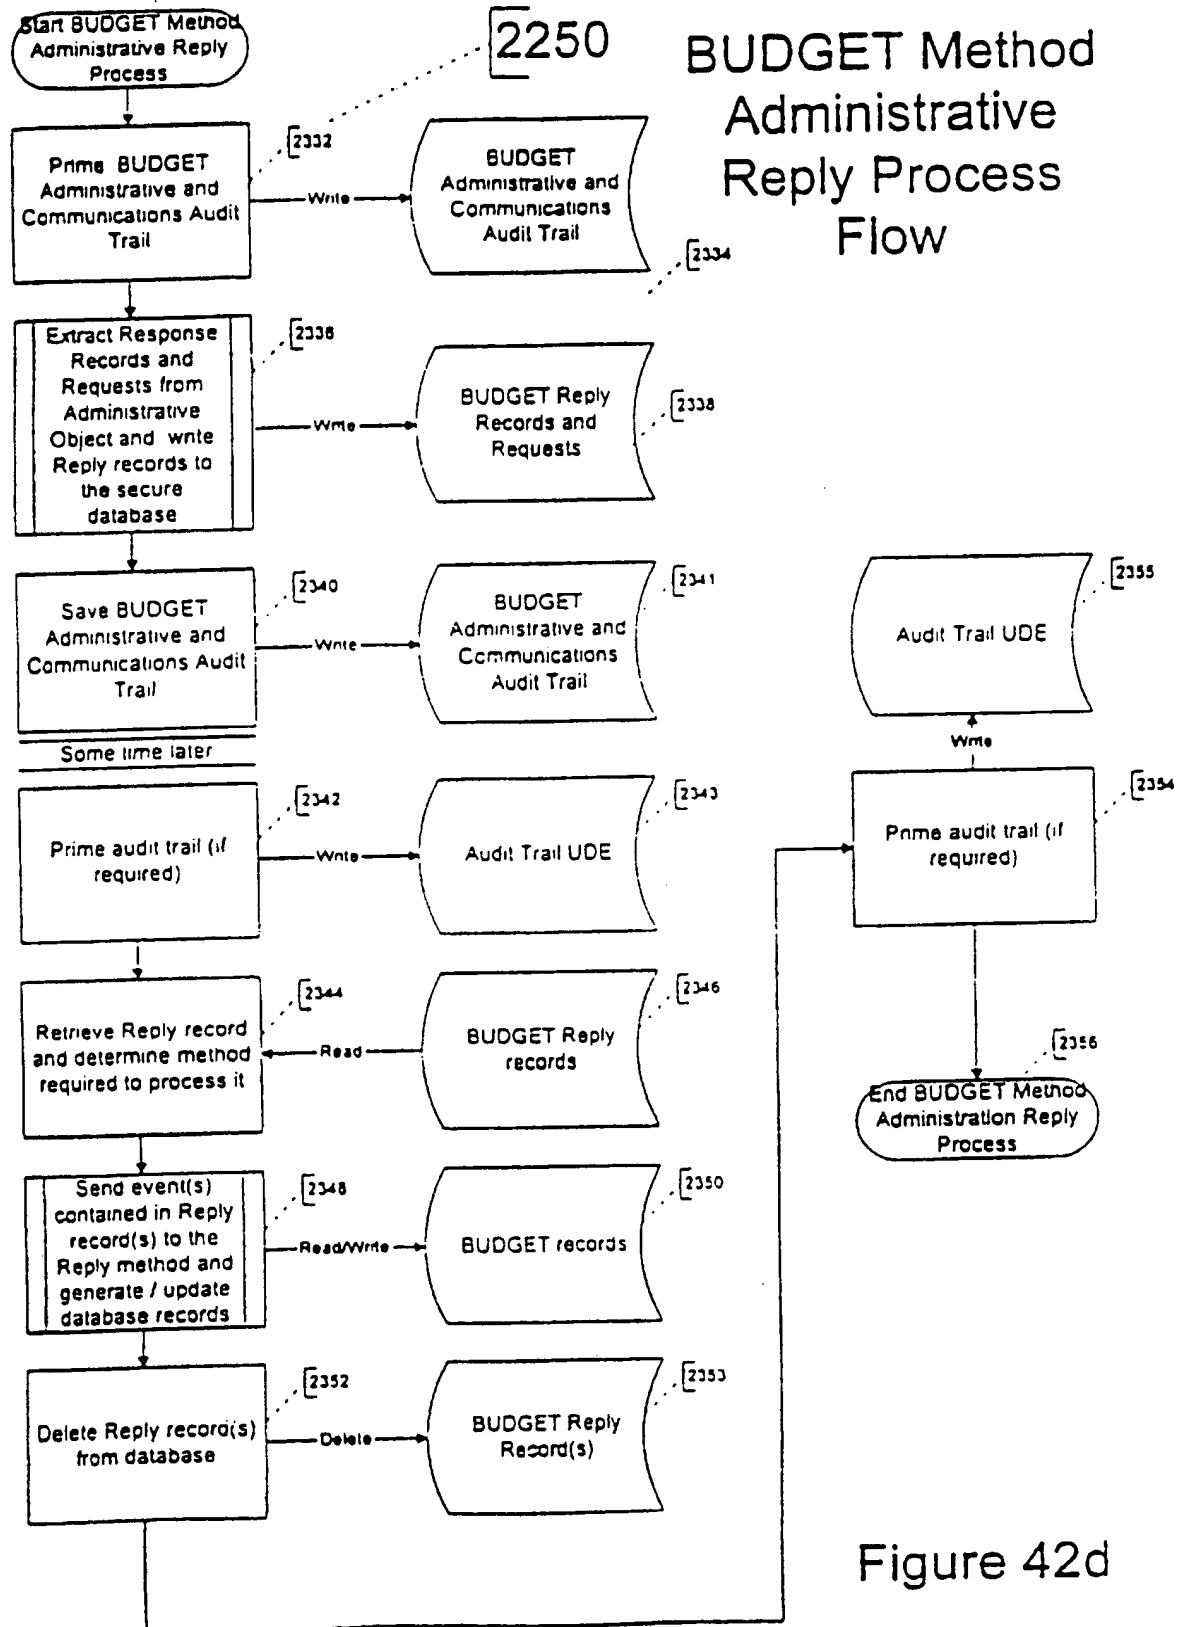 Start BUDGET Method
Administrative Reply
Process
2250
BUDGET Method
Administrative
Reply Process
Flow
2332
Prime BUDGET
Administrative and
Communications Audit
Trail
Write
BUDGET
Administrative and
Communications
Audit Trail
2334
Extract Response
Records and
Requests from
Administrative
Object and write
Reply records to
the secure
database
2336
Write
BUDGET Reply
Records and
Requests
2338
Save BUDGET
Administrative and
Communications Audit
Trail
2340
Write
BUDGET
Administrative and
Communications
Audit Trail
2341
Some time later
Prime audit trail (if
required)
2342
Write
Audit Trail UDE
2343
Retrieve Reply record
and determine method
required to process it
2344
Read
BUDGET Reply
records
2346
Send event(s)
contained in Reply
record(s) to the
Reply method and
generate / update
database records
2348
Read/Write
BUDGET records
2350
Delete Reply record(s)
from database
2352
Delete
BUDGET Reply
Record(s)
2353
Audit Trail UDE
2355
Write
Prime audit trail (if
required)
2354
2356
End BUDGET Method
Administration Reply
Process
Figure 42d